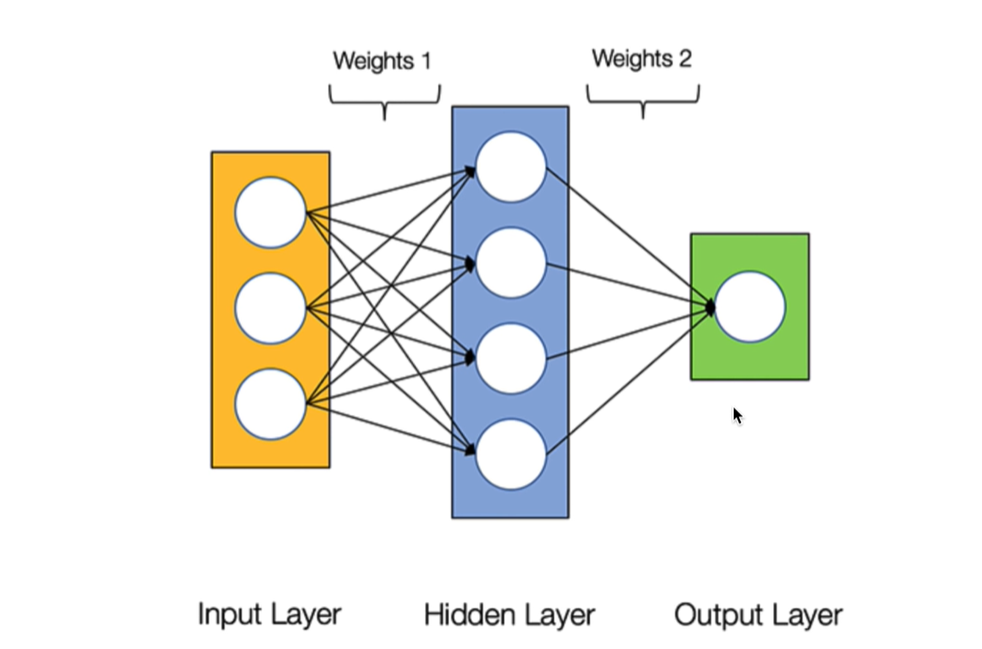 Weights 1
Weights 2
Input Layer
Hidden Layer
Output Layer